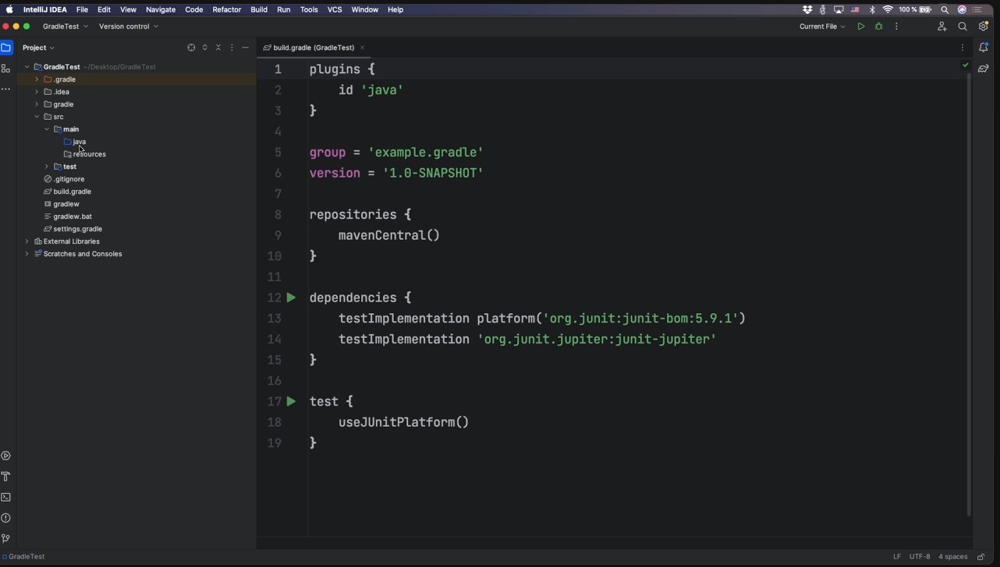 IntelliJ IDEA File Edit View Navigate Code Refactor Build Run Tools VCS Window Help 100 %
GradleTest Version control Current File
Project build.gradle (GradleTest)
GradleTest ~/Desktop/GradleTest
.gradle
.idea
gradle
src
main
java
resources
test
.gitignore
build.gradle
gradlew
gradlew.bat
settings.gradle
External Libraries
Scratches and Consoles
1 plugins {
2 id 'java'
3 }
4
5 group = 'example.gradle'
6 version = '1.0-SNAPSHOT'
7
8 repositories {
9 mavenCentral()
10 }
11
12 dependencies {
13 testImplementation platform('org.junit:junit-bom:5.9.1')
14 testImplementation 'org.junit.jupiter:junit-jupiter'
15 }
16
17 test {
18 useJUnitPlatform()
19 }
GradleTest LF UTF-8 4 spaces